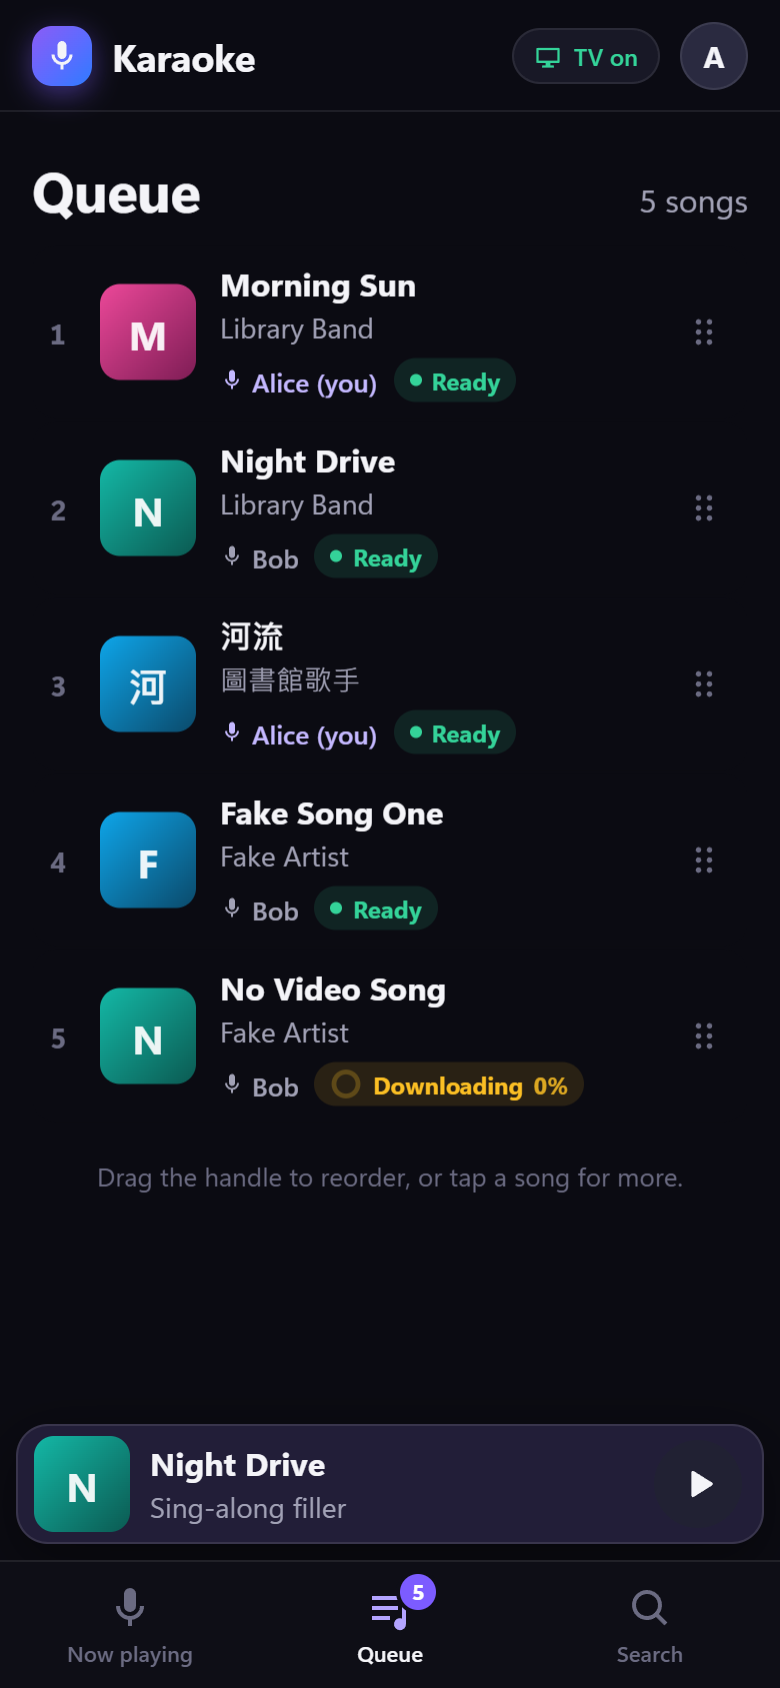 Karaoke
TV on
A
Queue
5 songs
1
M
Morning Sun
Library Band
Alice (you)
Ready
2
N
Night Drive
Library Band
Bob
Ready
3
河
河流
圖書館歌手
Alice (you)
Ready
4
F
Fake Song One
Fake Artist
Bob
Ready
5
N
No Video Song
Fake Artist
Bob
Downloading 0%
Drag the handle to reorder, or tap a song for more.
N
Night Drive
Sing-along filler
5
Now playing
Queue
Search